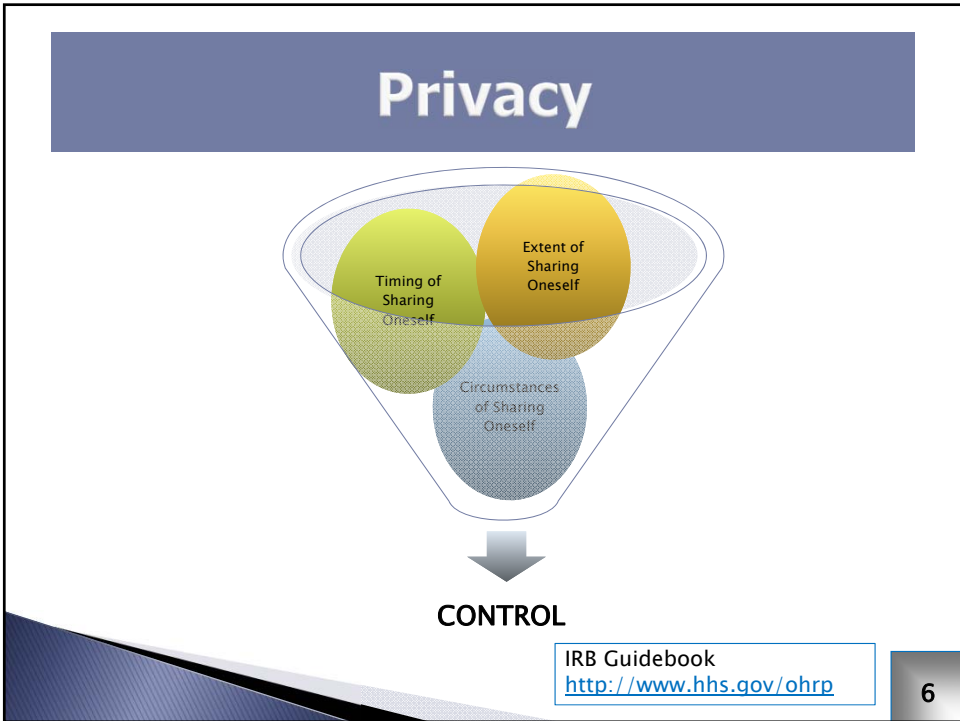 Privacy
Extent of
Sharing
Oneself
Timing of
Sharing
Oneself
Circumstances
of Sharing
Oneself
CONTROL
IRB Guidebook
http://www.hhs.gov/ohrp
6